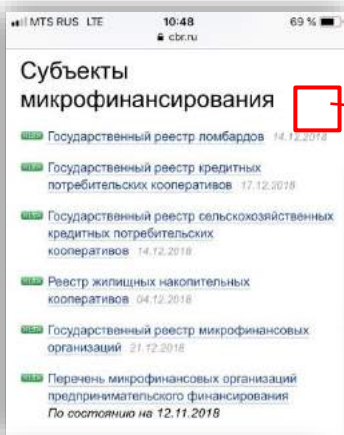 MTS RUS LTE 10:48 69 %
cbr.ru
Субъекты
микрофинансирования
Государственный реестр ломбардов 14.12.2018
Государственный реестр кредитных
потребительских кооперативов 17.12.2018
Государственный реестр сельскохозяйственных
кредитных потребительских
кооперативов 14.12.2018
Реестр жилищных накопительных
кооперативов 04.12.2018
Государственный реестр микрофинансовых
организаций 21.12.2018
Перечень микрофинансовых организаций
предпринимательского финансирования
По состоянию на 12.11.2018